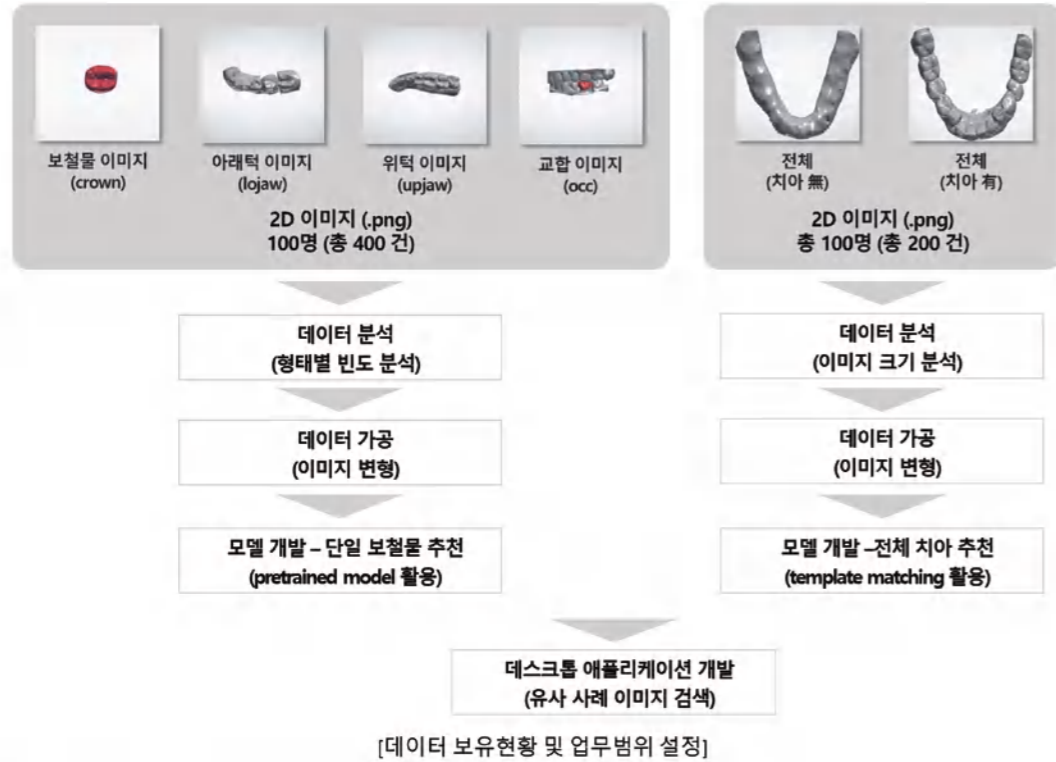 보철물 이미지
(crown)
아래턱 이미지
(lojaw)
위턱 이미지
(upjaw)
교합 이미지
(occ)
2D 이미지 (.png)
100명 (총 400 건)
전체
(치아 無)
전체
(치아 有)
2D 이미지 (.png)
총 100명 (총 200 건)
데이터 분석
(형태별 빈도 분석)
데이터 가공
(이미지 변형)
모델 개발 – 단일 보철물 추천
(pretrained model 활용)
데이터 분석
(이미지 크기 분석)
데이터 가공
(이미지 변형)
모델 개발 –전체 치아 추천
(template matching 활용)
데스크톱 애플리케이션 개발
(유사 사례 이미지 검색)
[데이터 보유현황 및 업무범위 설정]